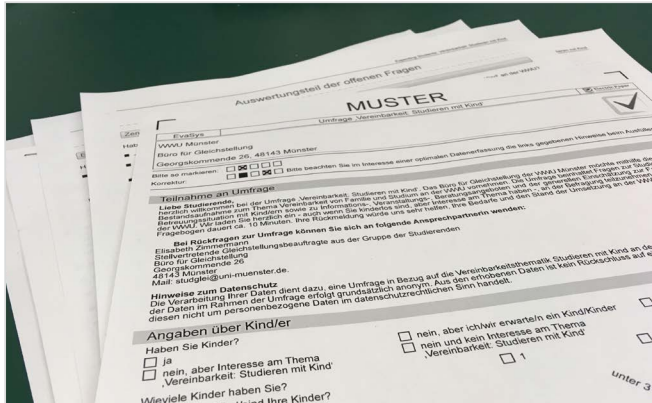 Auswertungsteil der offenen Fragen
MUSTER
EvaSys
Umfrage ‚Vereinbarkeit: Studieren mit Kind‘
Electric Paper
WWU Münster
Büro für Gleichstellung
Georgskommende 26, 48143 Münster
Bitte so markieren:
Bitte beachten Sie im Interesse einer optimalen Datenerfassung die links gegebenen Hinweise beim Ausfüllen
Korrektur:
Teilnahme an Umfrage
Liebe Studierende,
herzlich willkommen bei der Umfrage ‚Vereinbarkeit: Studieren mit Kind‘. Das Büro für Gleichstellung der WWU Münster möchte mithilfe die
Bestandsaufnahme zum Thema Vereinbarkeit von Familie und Studium an der WWU vornehmen. Die Umfrage beinhaltet Fragen zur Studie
Betreuungssituation mit Kind/ern sowie zu Informations-, Veranstaltungs-, Beratungsangeboten und der generellen Einschätzung zur F
der WWU. Wir laden Sie herzlich ein - auch wenn Sie kinderlos sind, aber Interesse am Thema haben - an der Befragung teilzunehmen.
Fragebogen dauert ca. 10 Minuten. Ihre Rückmeldung würde uns sehr helfen, Ihre Bedarfe und den Stand der Umsetzung an der WW
Bei Rückfragen zur Umfrage können Sie sich an folgende Ansprechpartnerin wenden:
Elisabeth Zimmermann
Stellvertretende Gleichstellungsbeauftragte aus der Gruppe der Studierenden
Büro für Gleichstellung
Georgskommende 26
48143 Münster
Mail: studglei@uni-muenster.de.
Hinweise zum Datenschutz
Die Verarbeitung Ihrer Daten dient dazu, eine Umfrage in Bezug auf die Vereinbarkeitsthematik Studieren mit Kind an de
der Daten im Rahmen der Umfrage erfolgt grundsätzlich anonym. Aus den erhobenen Daten ist kein Rückschluss auf e
diesen nicht um personenbezogene Daten im datenschutzrechtlichen Sinn handelt.
Angaben über Kind/er
Haben Sie Kinder?
ja
nein, aber ich/wir erwarte/n ein Kind/Kinder
nein, aber Interesse am Thema
‚Vereinbarkeit: Studieren mit Kind‘
nein und kein Interesse am Thema
‚Vereinbarkeit: Studieren mit Kind‘
Wieviele Kinder haben Sie?
1
sind Ihre Kinder?
unter 3